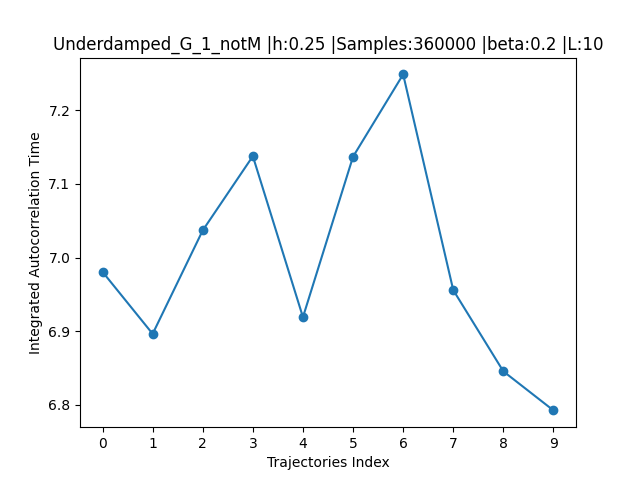 Underdamped_G_1_notM |h:0.25 |Samples:360000 |beta:0.2 |L:10
Integrated Autocorrelation Time
7.2
7.1
7.0
6.9
6.8
0 1 2 3 4 5 6 7 8 9
Trajectories Index